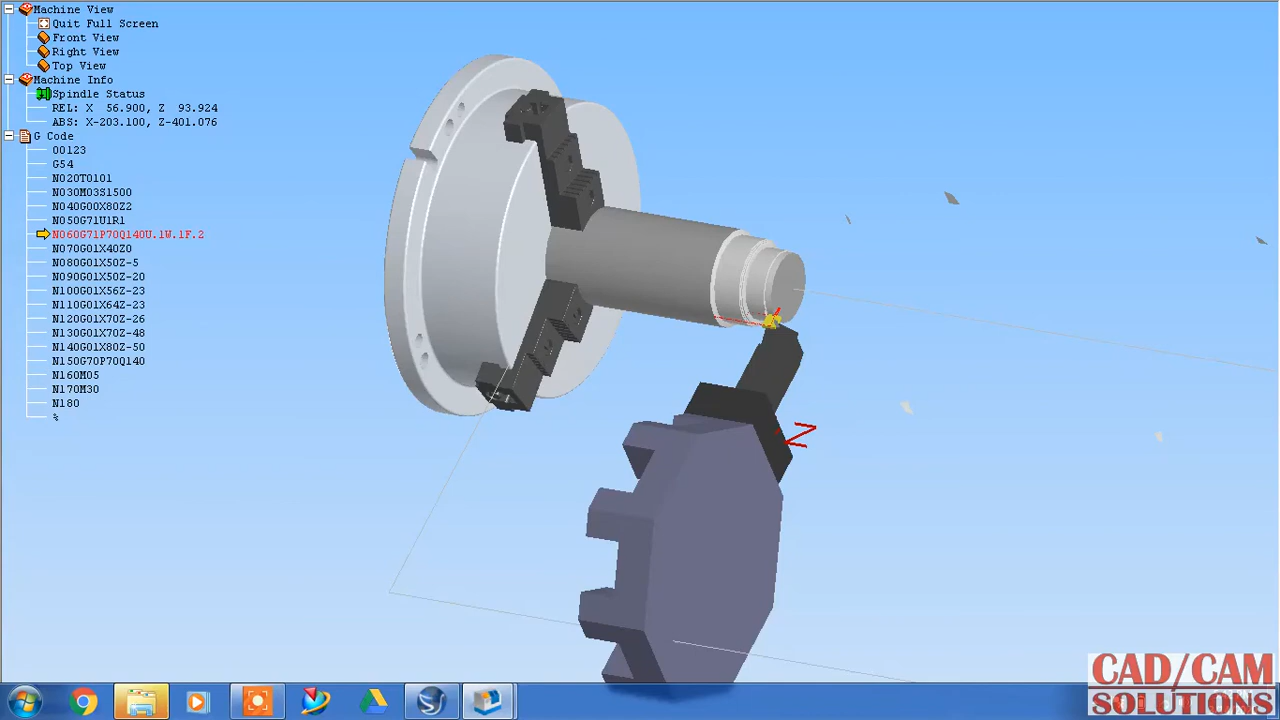 Machine View
Quit Full Screen
Front View
Right View
Top View
Machine Info
Spindle Status
REL: X 56.900, Z 93.924
ABS: X-203.100, Z-401.076
G Code
O0123
G54
N020T0101
N030M03S1500
N040G00X80Z2
N050G71U1R1
N060G71P70Q140U.1W.1F.2
N070G01X40Z0
N080G01X50Z-5
N090G01X50Z-20
N100G01X56Z-23
N110G01X64Z-23
N120G01X70Z-26
N130G01X70Z-48
N140G01X80Z-50
N150G70P70Q140
N160M05
N170M30
N180
%
Z
CAD/CAM
SOLUTIONS